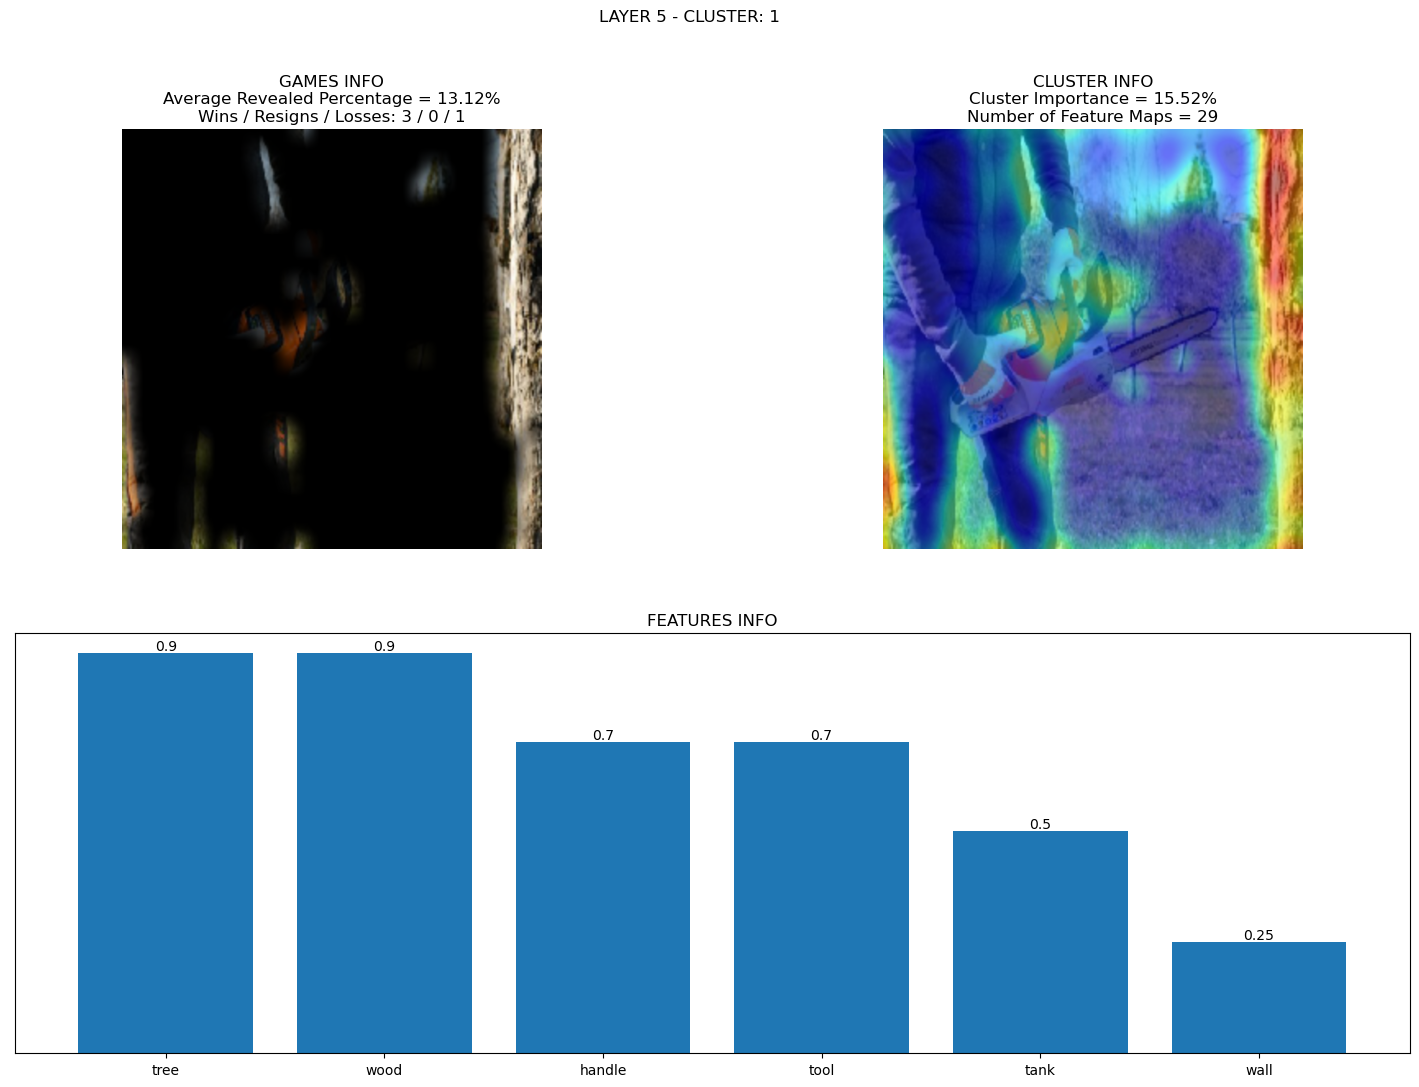 LAYER 5 - CLUSTER: 1
GAMES INFO
Average Revealed Percentage = 13.12%
Wins / Resigns / Losses: 3 / 0 / 1
CLUSTER INFO
Cluster Importance = 15.52%
Number of Feature Maps = 29
FEATURES INFO
0.9
0.9
0.7
0.7
0.5
0.25
tree
wood
handle
tool
tank
wall